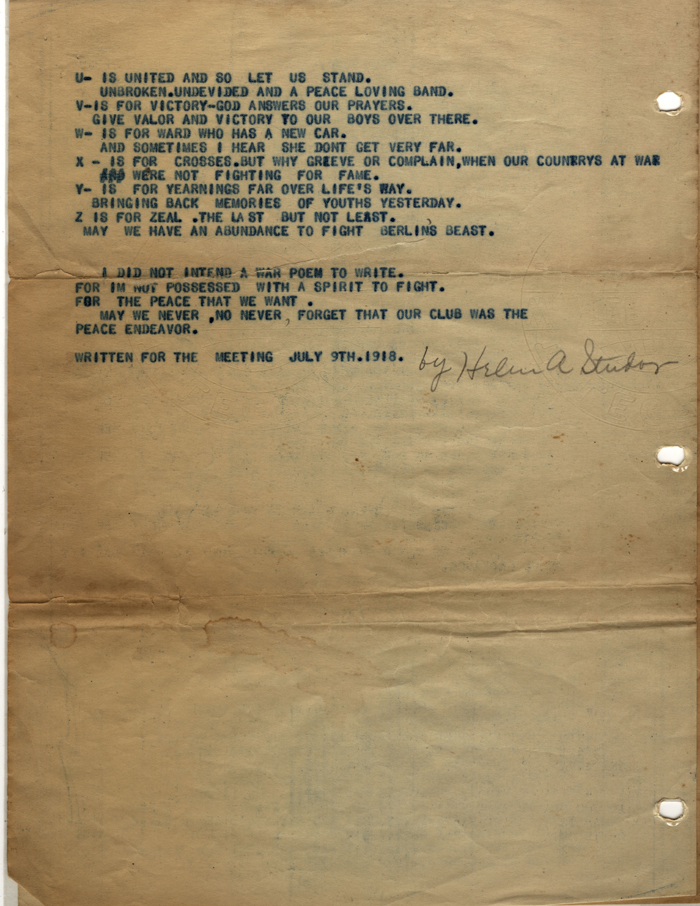 U- IS UNITED AND SO LET US STAND.
UNBROKEN.UNDEVIDED AND A PEACE LOVING BAND.
V-IS FOR VICTORY-GOD ANSWERS OUR PRAYERS.
GIVE VALOR AND VICTORY TO OUR BOYS OVER THERE.
W- IS FOR WARD WHO HAS A NEW CAR.
AND SOMETIMES I HEAR SHE DONT GET VERY FAR.
X - IS FOR CROSSES.BUT WHY GREEVE OR COMPLAIN,WHEN OUR COUNTRYS AT WAR
WERE NOT FIGHTING FOR FAME.
Y- IS FOR YEARNINGS FAR OVER LIFE'S WAY.
BRINGING BACK MEMORIES OF YOUTHS YESTERDAY.
Z IS FOR ZEAL .THE LAST BUT NOT LEAST.
MAY WE HAVE AN ABUNDANCE TO FIGHT BERLINS BEAST.
I DID NOT INTEND A WAR POEM TO WRITE.
FOR IM NOT POSSESSED WITH A SPIRIT TO FIGHT.
FOR THE PEACE THAT WE WANT .
MAY WE NEVER ,NO NEVER, FORGET THAT OUR CLUB WAS THE
PEACE ENDEAVOR.
WRITTEN FOR THE MEETING JULY 9TH.1918. by Helen A Studor